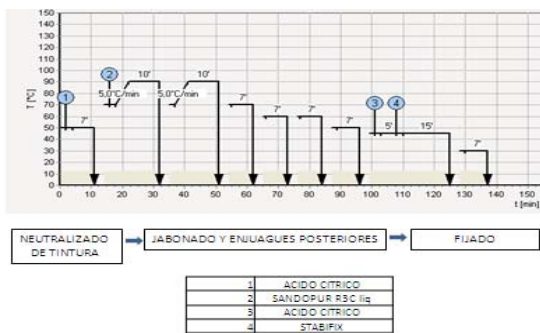 T [°C]
150
140
130
120
110
100
90
80
70
60
50
40
30
20
10
0
1
7'
2
5,0°C/min
10'
5,0°C/min
10'
7'
7'
7'
7'
3
5'
4
15'
7'
0 10 20 30 40 50 60 70 80 90 100 110 120 130 140 150
t [min]
NEUTRALIZADO DE TINTURA
JABONADO Y ENJUAGUES POSTERIORES
FIJADO
1 ACIDO CITRICO
2 SANDOPUR R3C liq
3 ACIDO CITRICO
4 STABIFIX